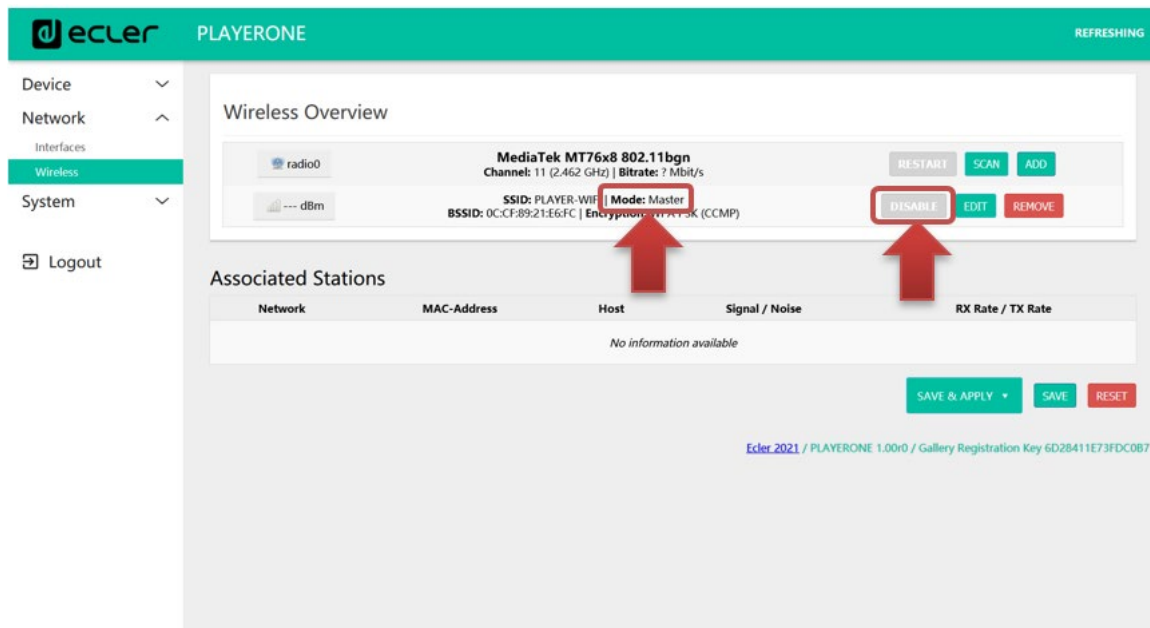 ecler PLAYERONE REFRESHING
Device
Network
Interfaces
Wireless
System
Logout
Wireless Overview
radio0 MediaTek MT76x8 802.11bgn RESTART SCAN ADD
Channel: 11 (2.462 GHz) | Bitrate: ? Mbit/s
--- dBm SSID: PLAYER-WIF | Mode: Master DISABLE EDIT REMOVE
BSSID: 0C:CF:89:21:E6:FC | (CCMP)
Associated Stations
Network MAC-Address Host Signal / Noise RX Rate / TX Rate
No information available
SAVE & APPLY SAVE RESET
Ecler 2021 / PLAYERONE 1.00r0 / Gallery Registration Key 6D28411E73FDC0B7